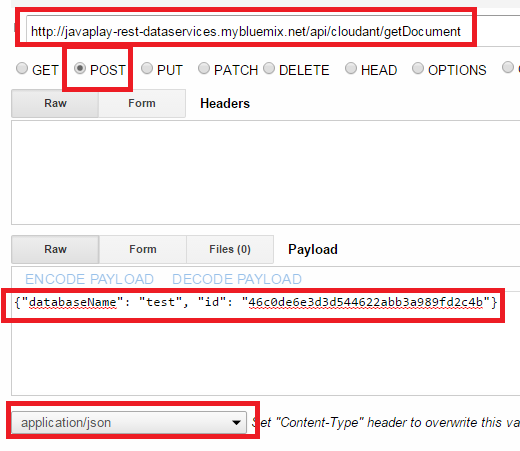 http://javaplay-rest-dataservices.mybluemix.net/api/cloudant/getDocument
GET POST PUT PATCH DELETE HEAD OPTIONS
Raw Form Headers
Raw Form Files (0) Payload
ENCODE PAYLOAD DECODE PAYLOAD
{"databaseName": "test", "id": "46c0de6e3d3d544622abb3a989fd2c4b"}
application/json Set "Content-Type" header to overwrite this va